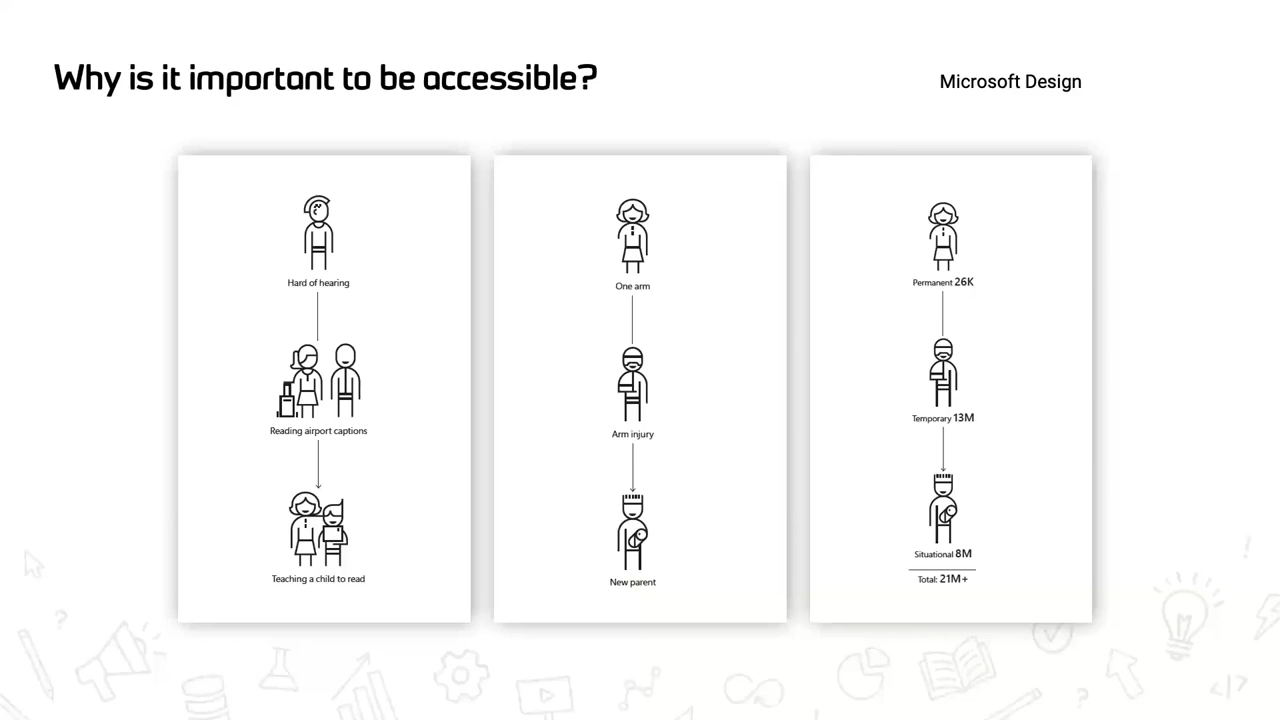 Why is it important to be accessible?
Microsoft Design
Hard of hearing
Reading airport captions
Teaching a child to read
One arm
Arm injury
New parent
Permanent 26K
Temporary 13M
Situational 8M
Total: 21M+